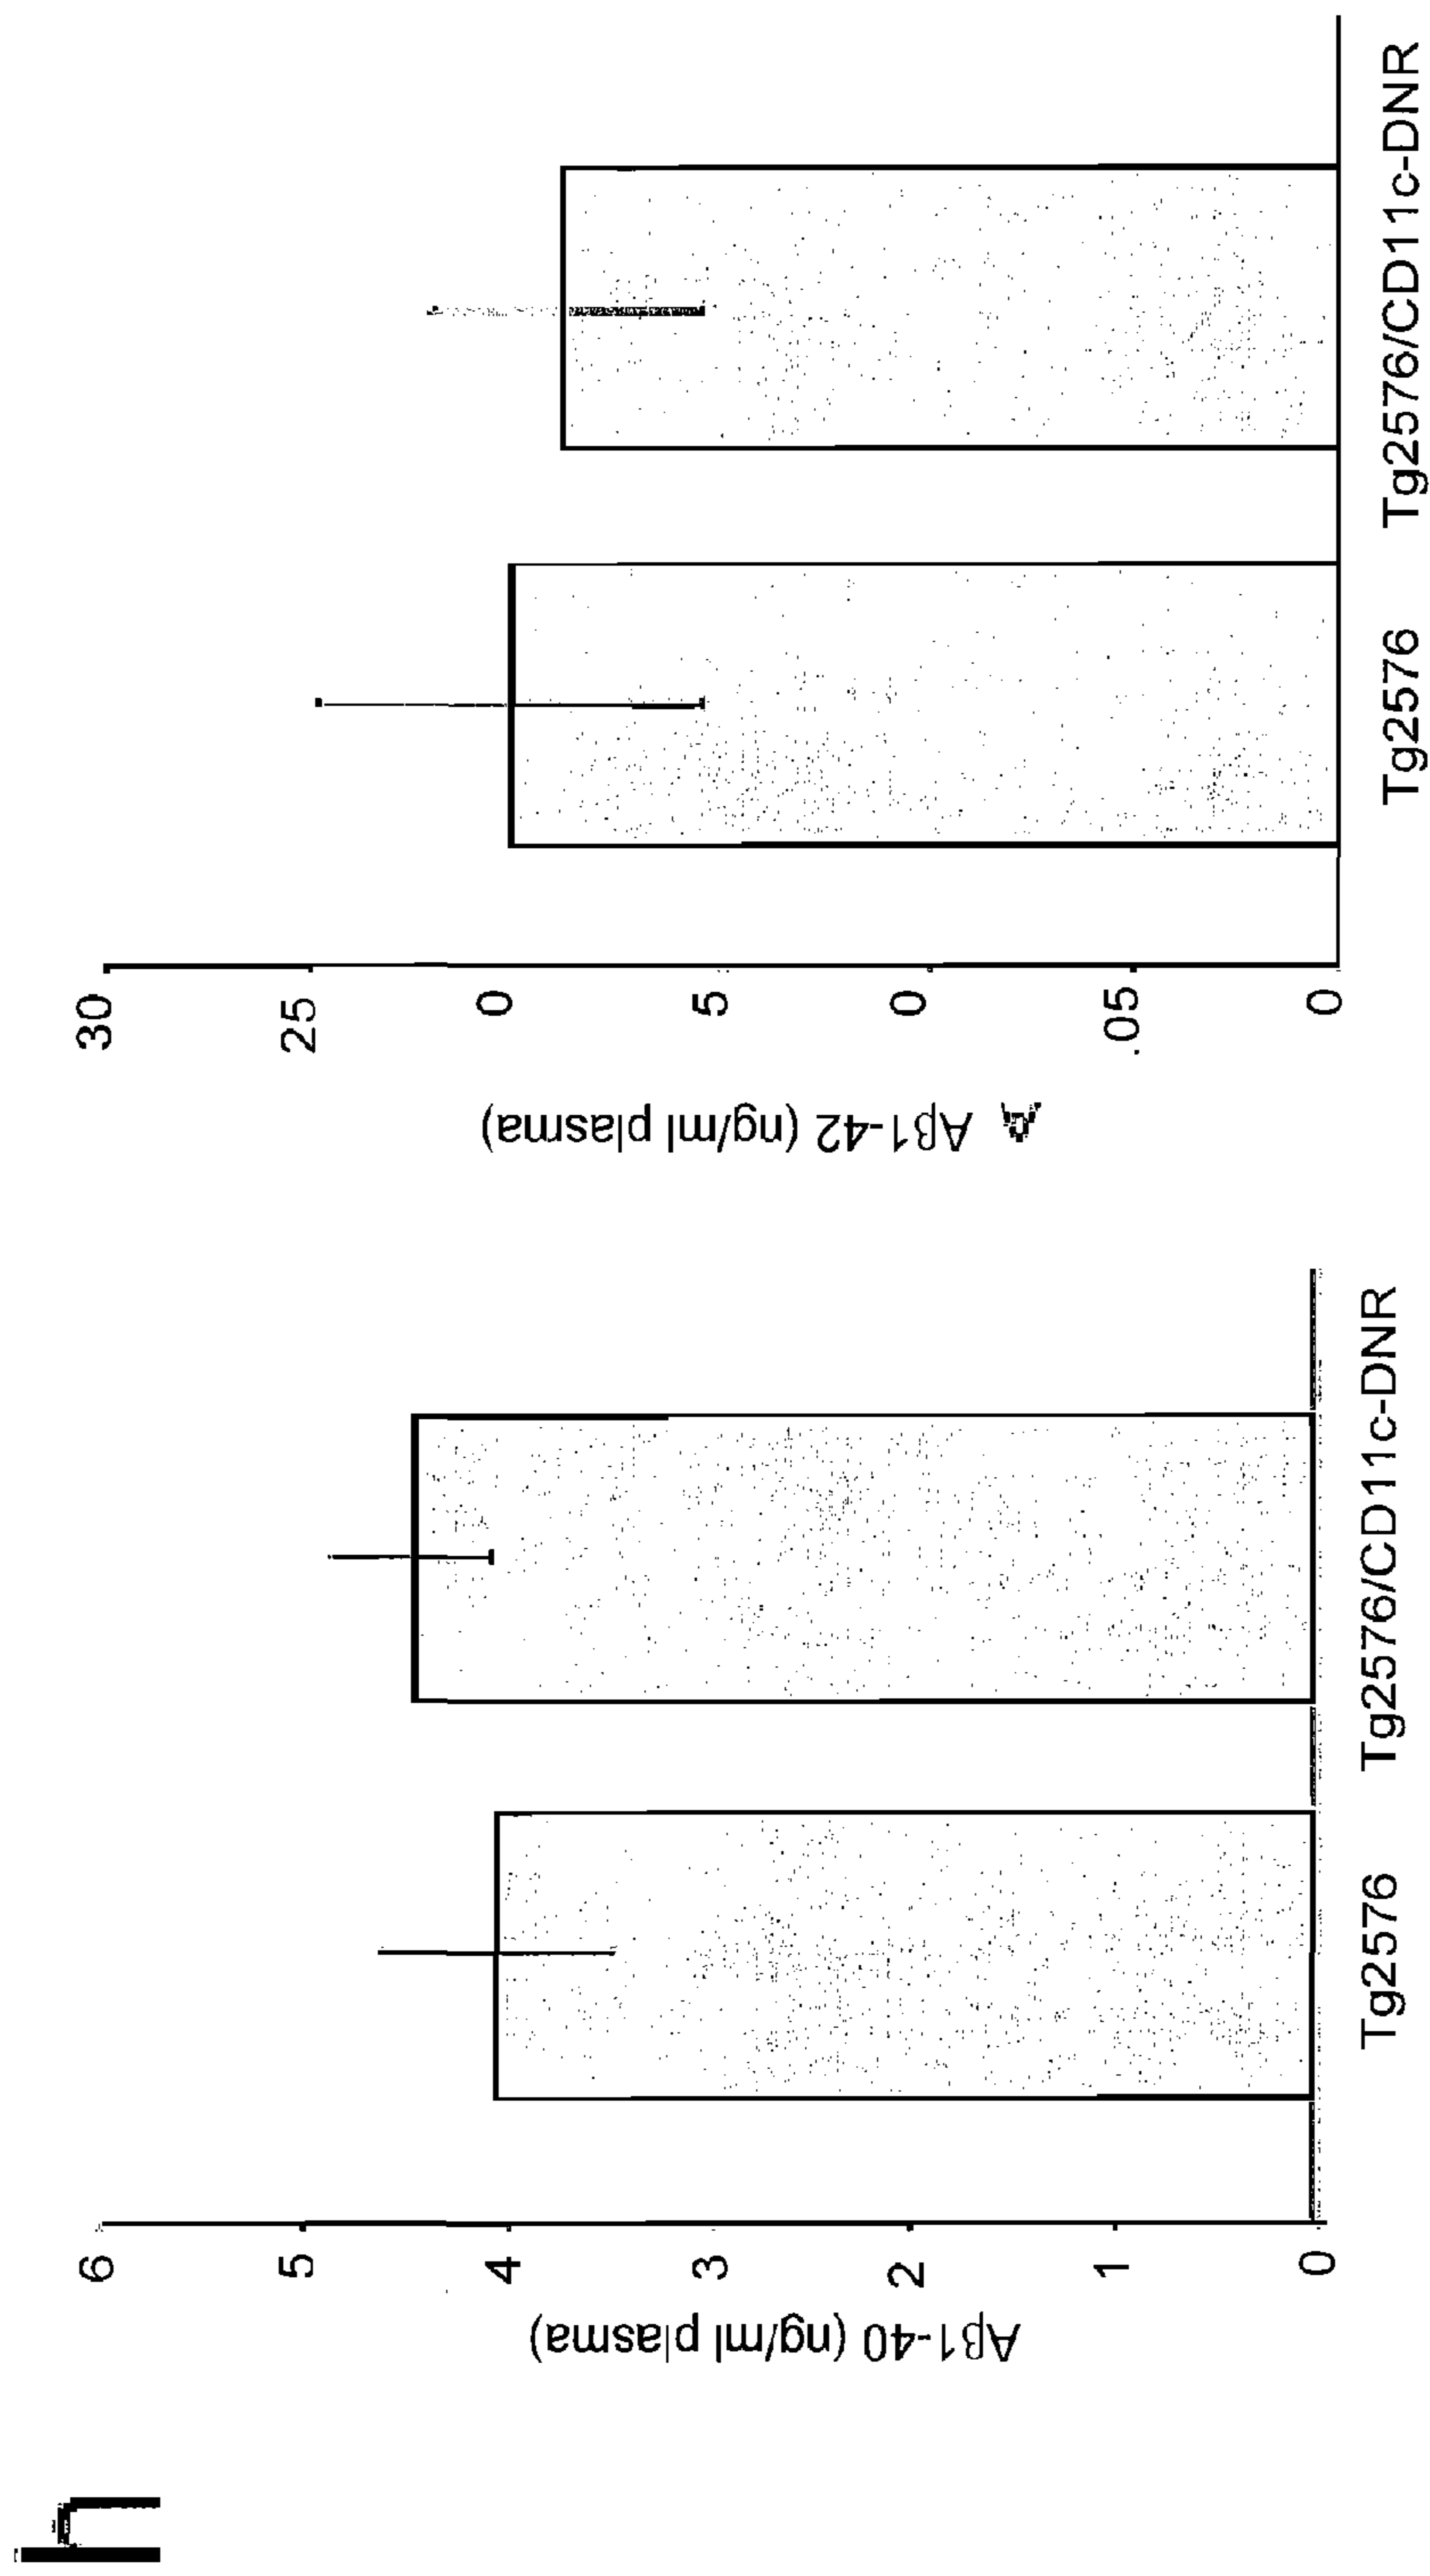 h
Aβ1-40 (ng/ml plasma)
6
5
4
3
2
1
0
Tg2576
Tg2576/CD11c-DNR
Aβ1-42 (ng/ml plasma)
30
25
0
5
0
.05
0
Tg2576
Tg2576/CD11c-DNR